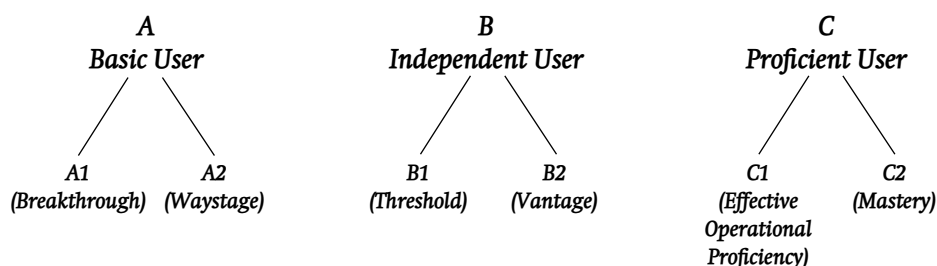 A
Basic User
B
Independent User
C
Proficient User
A1
(Breakthrough)
A2
(Waystage)
B1
(Threshold)
B2
(Vantage)
C1
(Effective
Operational
Proficiency)
C2
(Mastery)